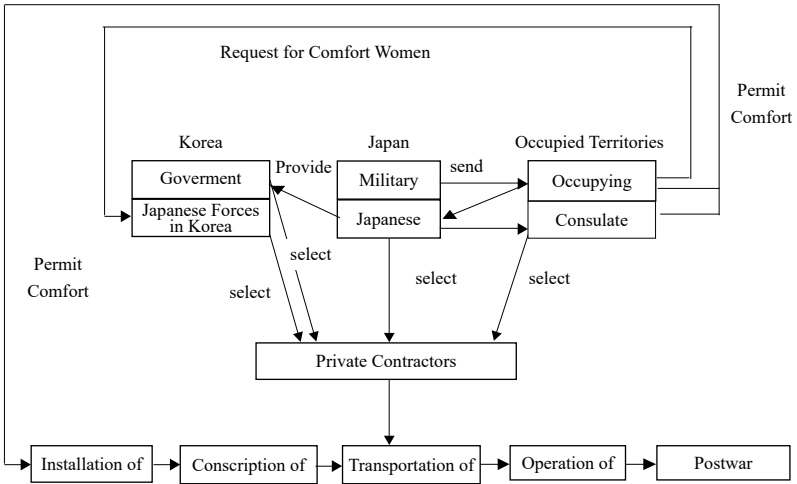 Request for Comfort Women
Permit
Comfort
Korea
Japan
Occupied Territories
Goverment
Provide
Military
send
Occupying
Japanese Forces
in Korea
Japanese
Consulate
select
Permit
Comfort
select
select
select
Private Contractors
Installation of
Conscription of
Transportation of
Operation of
Postwar